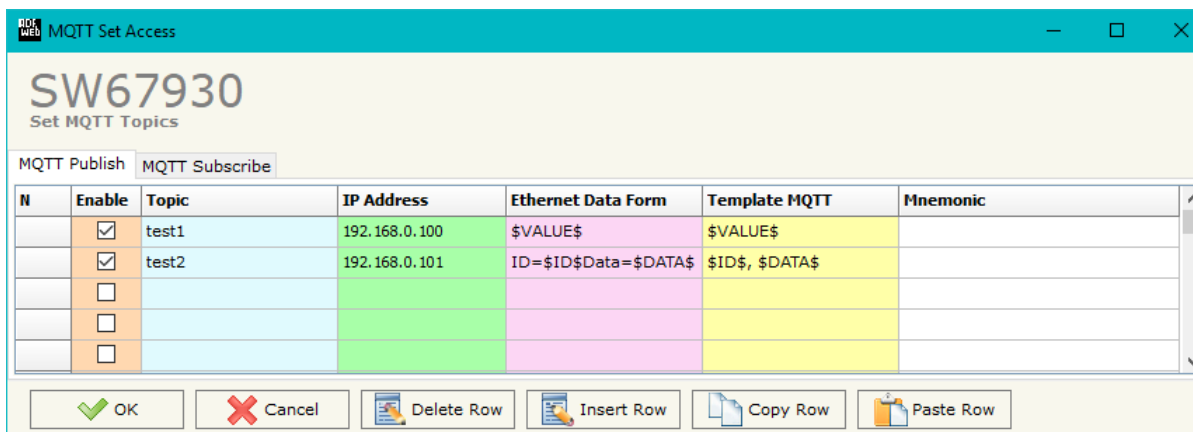 ADF WEB MQTT Set Access
SW67930
Set MQTT Topics
MQTT Publish MQTT Subscribe
N Enable Topic IP Address Ethernet Data Form Template MQTT Mnemonic
test1 192.168.0.100 $VALUE$ $VALUE$
test2 192.168.0.101 ID=$ID$Data=$DATA$ $ID$, $DATA$
OK Cancel Delete Row Insert Row Copy Row Paste Row